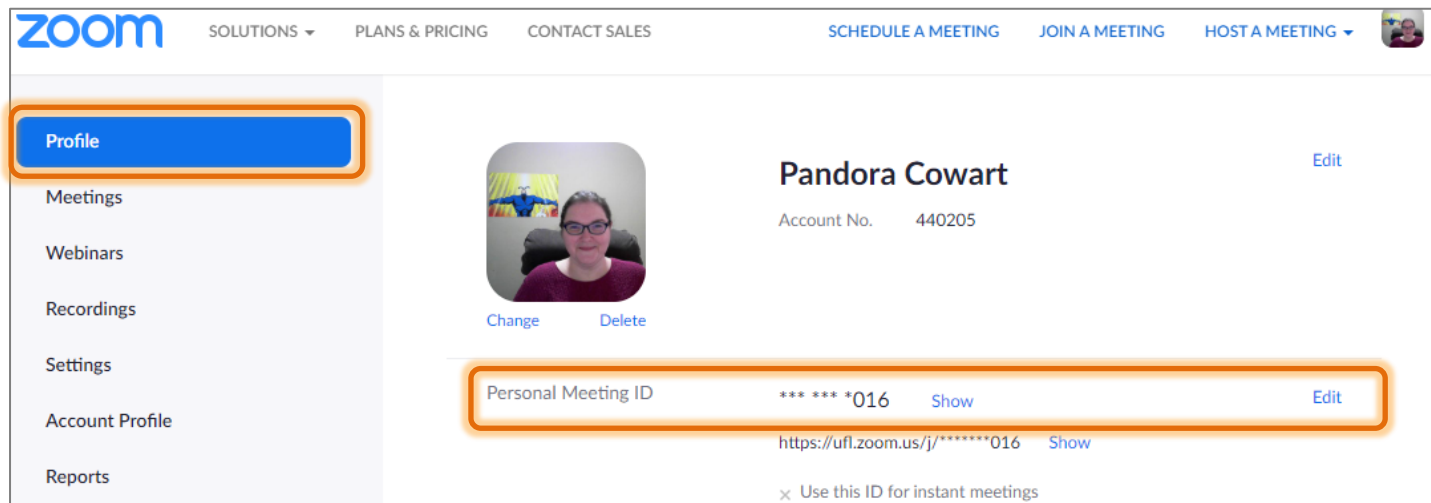 zoom SOLUTIONS PLANS & PRICING CONTACT SALES SCHEDULE A MEETING JOIN A MEETING HOST A MEETING
Profile
Meetings
Webinars
Recordings
Settings
Account Profile
Reports
Pandora Cowart Edit
Account No. 440205
Change Delete
Personal Meeting ID *** *** *016 Show Edit
https://ufl.zoom.us/j/*******016 Show
× Use this ID for instant meetings